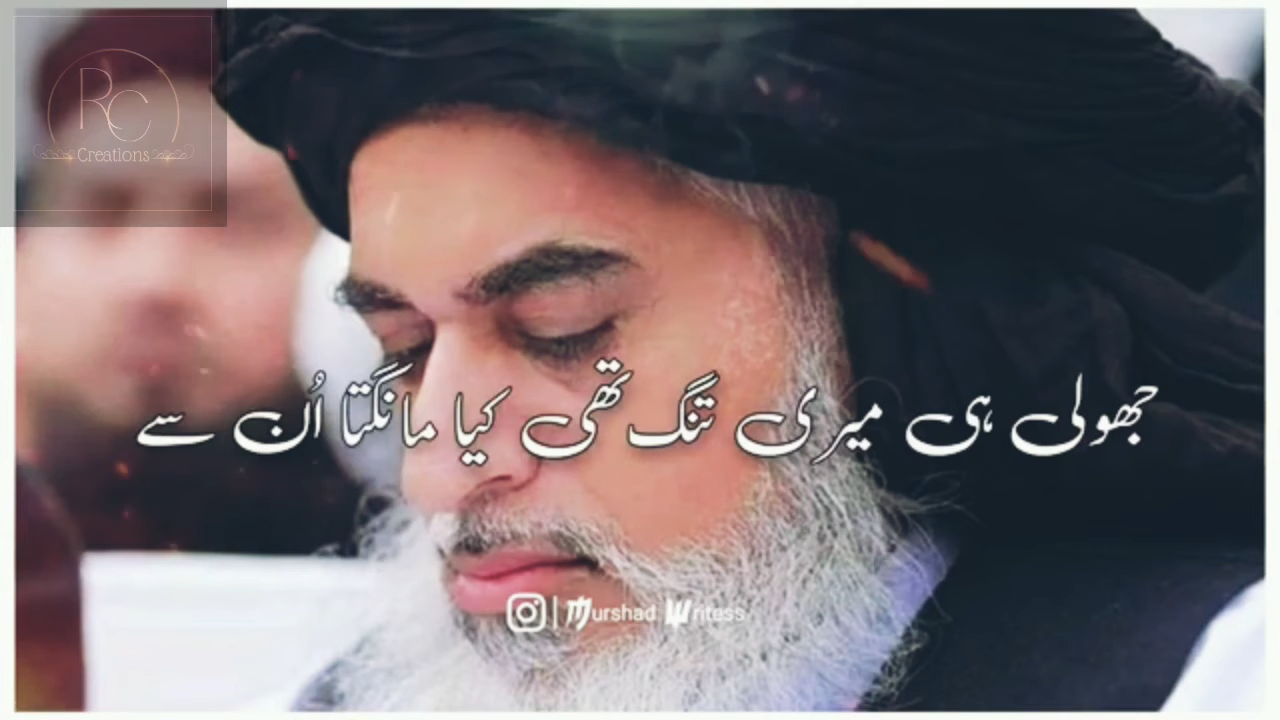 RC
Creations
جھولی ہی میری تنگ تھی کیا مانگتا اُن سے
Murshad.Writess